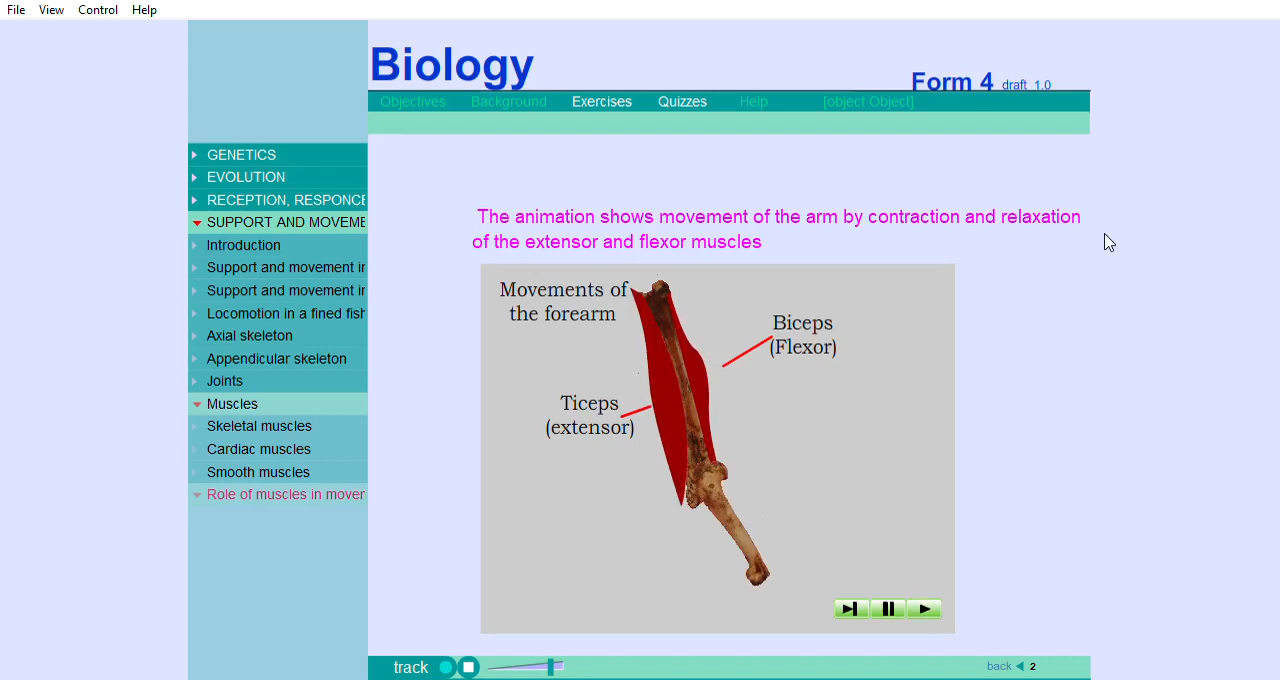 File View Control Help
Biology
Form 4 draft 1.0
Objectives Background Exercises Quizzes Help [object Object]
GENETICS
EVOLUTION
RECEPTION, RESPONCE
SUPPORT AND MOVEME
Introduction
Support and movement in
Support and movement in
Locomotion in a fined fish
Axial skeleton
Appendicular skeleton
Joints
Muscles
Skeletal muscles
Cardiac muscles
Smooth muscles
Role of muscles in mover
The animation shows movement of the arm by contraction and relaxation
of the extensor and flexor muscles
Movements of
the forearm
Biceps
(Flexor)
Ticeps
(extensor)
track
back 2